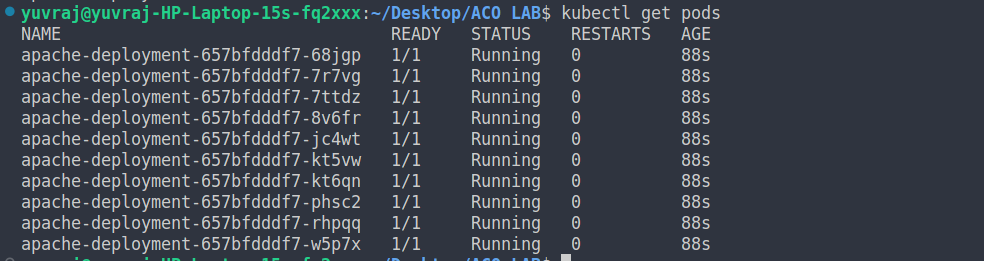 yuvraj@yuvraj-HP-Laptop-15s-fq2xxx:~/Desktop/ACO LAB$ kubectl get pods
NAME READY STATUS RESTARTS AGE
apache-deployment-657bfdddf7-68jgp 1/1 Running 0 88s
apache-deployment-657bfdddf7-7r7vg 1/1 Running 0 88s
apache-deployment-657bfdddf7-7ttdz 1/1 Running 0 88s
apache-deployment-657bfdddf7-8v6fr 1/1 Running 0 88s
apache-deployment-657bfdddf7-jc4wt 1/1 Running 0 88s
apache-deployment-657bfdddf7-kt5vw 1/1 Running 0 88s
apache-deployment-657bfdddf7-kt6qn 1/1 Running 0 88s
apache-deployment-657bfdddf7-phsc2 1/1 Running 0 88s
apache-deployment-657bfdddf7-rhpqq 1/1 Running 0 88s
apache-deployment-657bfdddf7-w5p7x 1/1 Running 0 88s